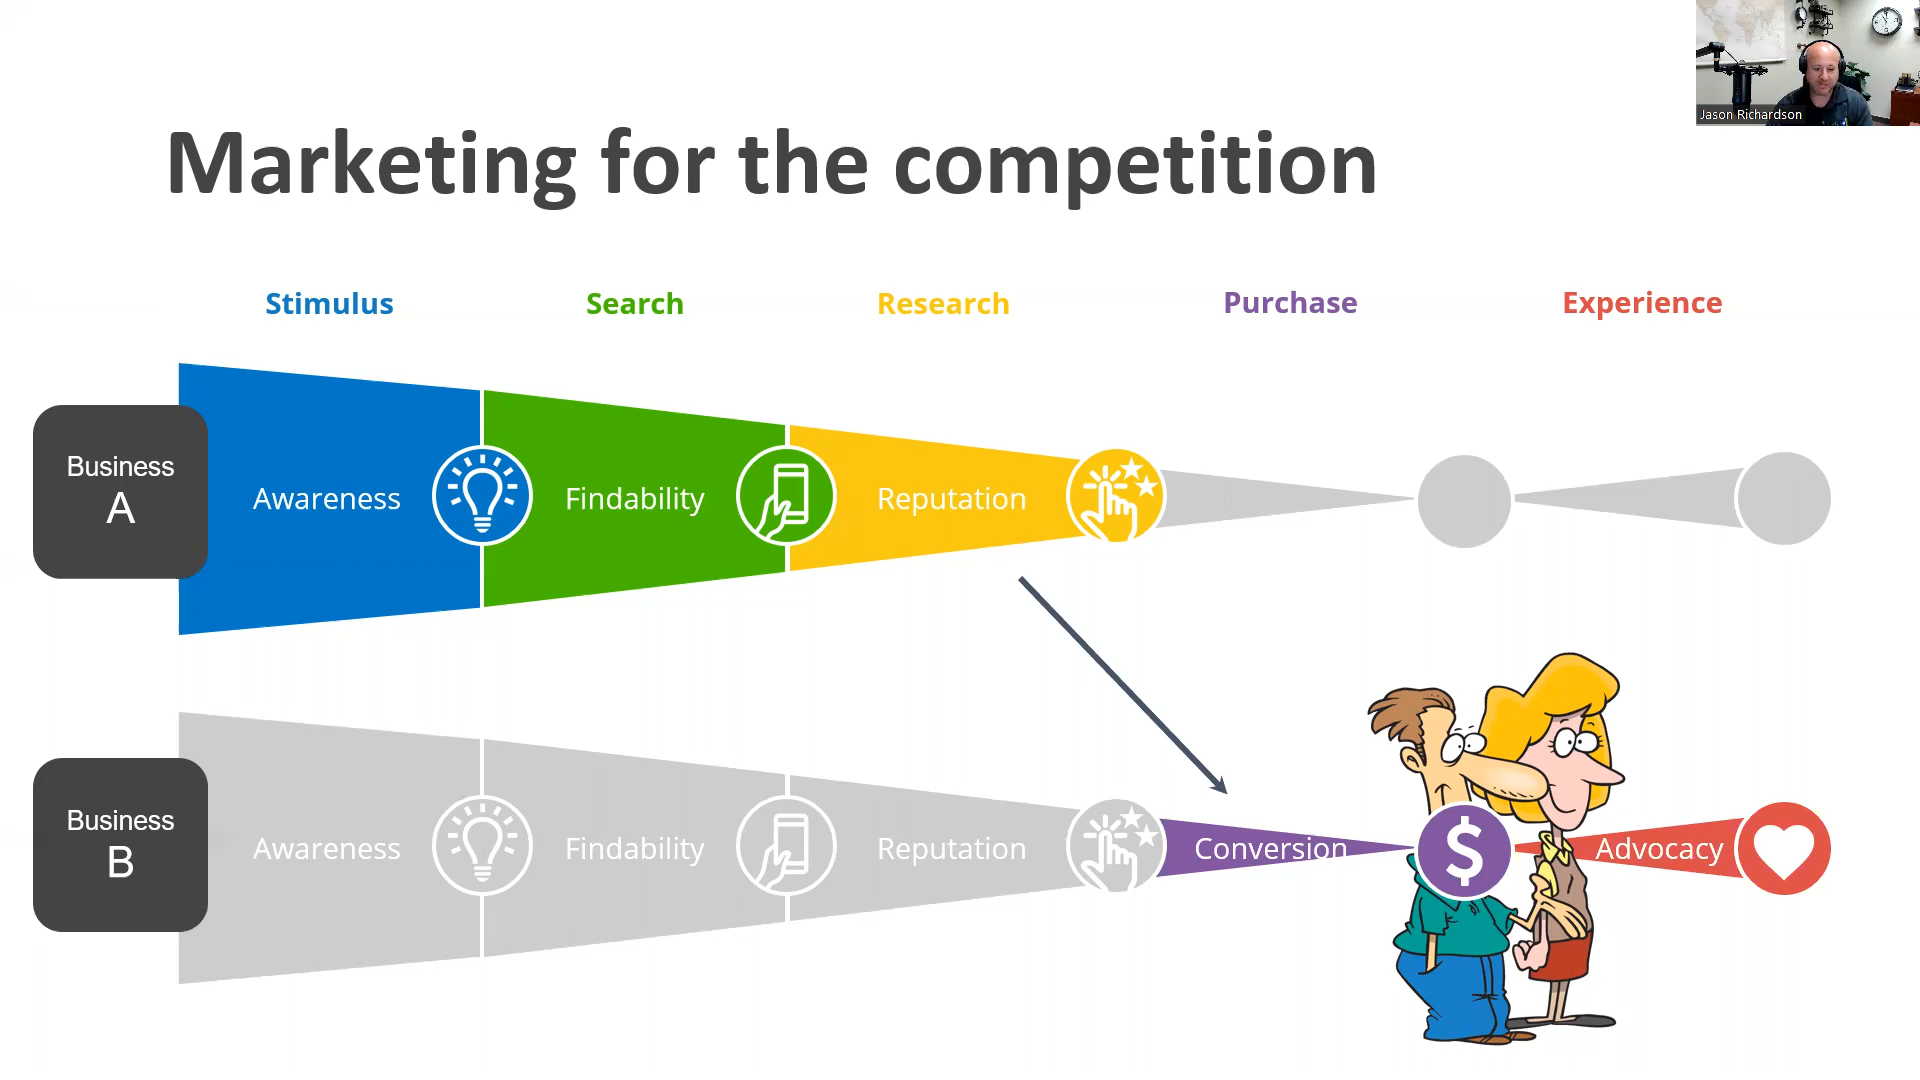 Jason Richardson
Marketing for the competition
Stimulus
Search
Research
Purchase
Experience
Business
A
Awareness
Findability
Reputation
Business
B
Awareness
Findability
Reputation
Conversion
$
Advocacy